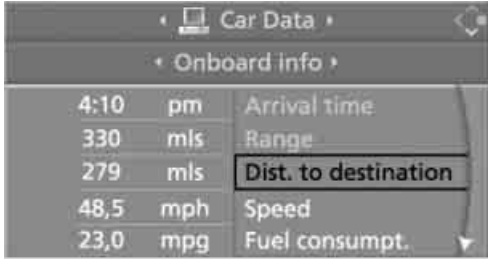 Car Data
Onboard info
4:10 pm Arrival time
330 mls Range
279 mls Dist. to destination
48,5 mph Speed
23,0 mpg Fuel consumpt.